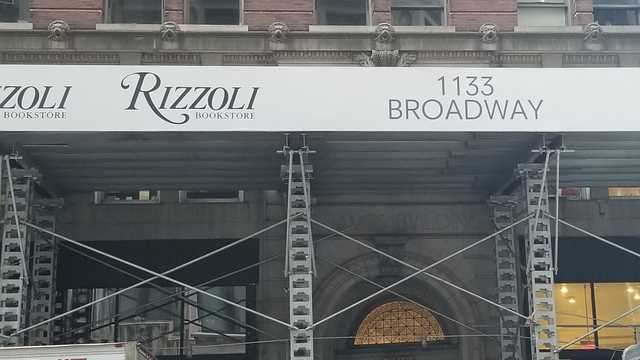 ZOLI
BOOKSTORE
RIZZOLI
BOOKSTORE
1133
BROADWAY